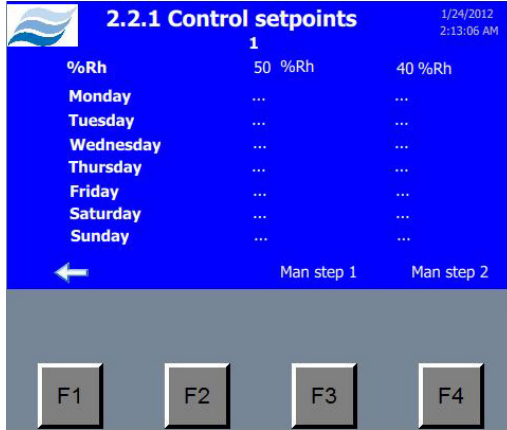 2.2.1 Control setpoints
1/24/2012
2:13:06 AM
1
%Rh 50 %Rh 40 %Rh
Monday ... ...
Tuesday ... ...
Wednesday ... ...
Thursday ... ...
Friday ... ...
Saturday ... ...
Sunday ... ...
Man step 1 Man step 2
F1 F2 F3 F4